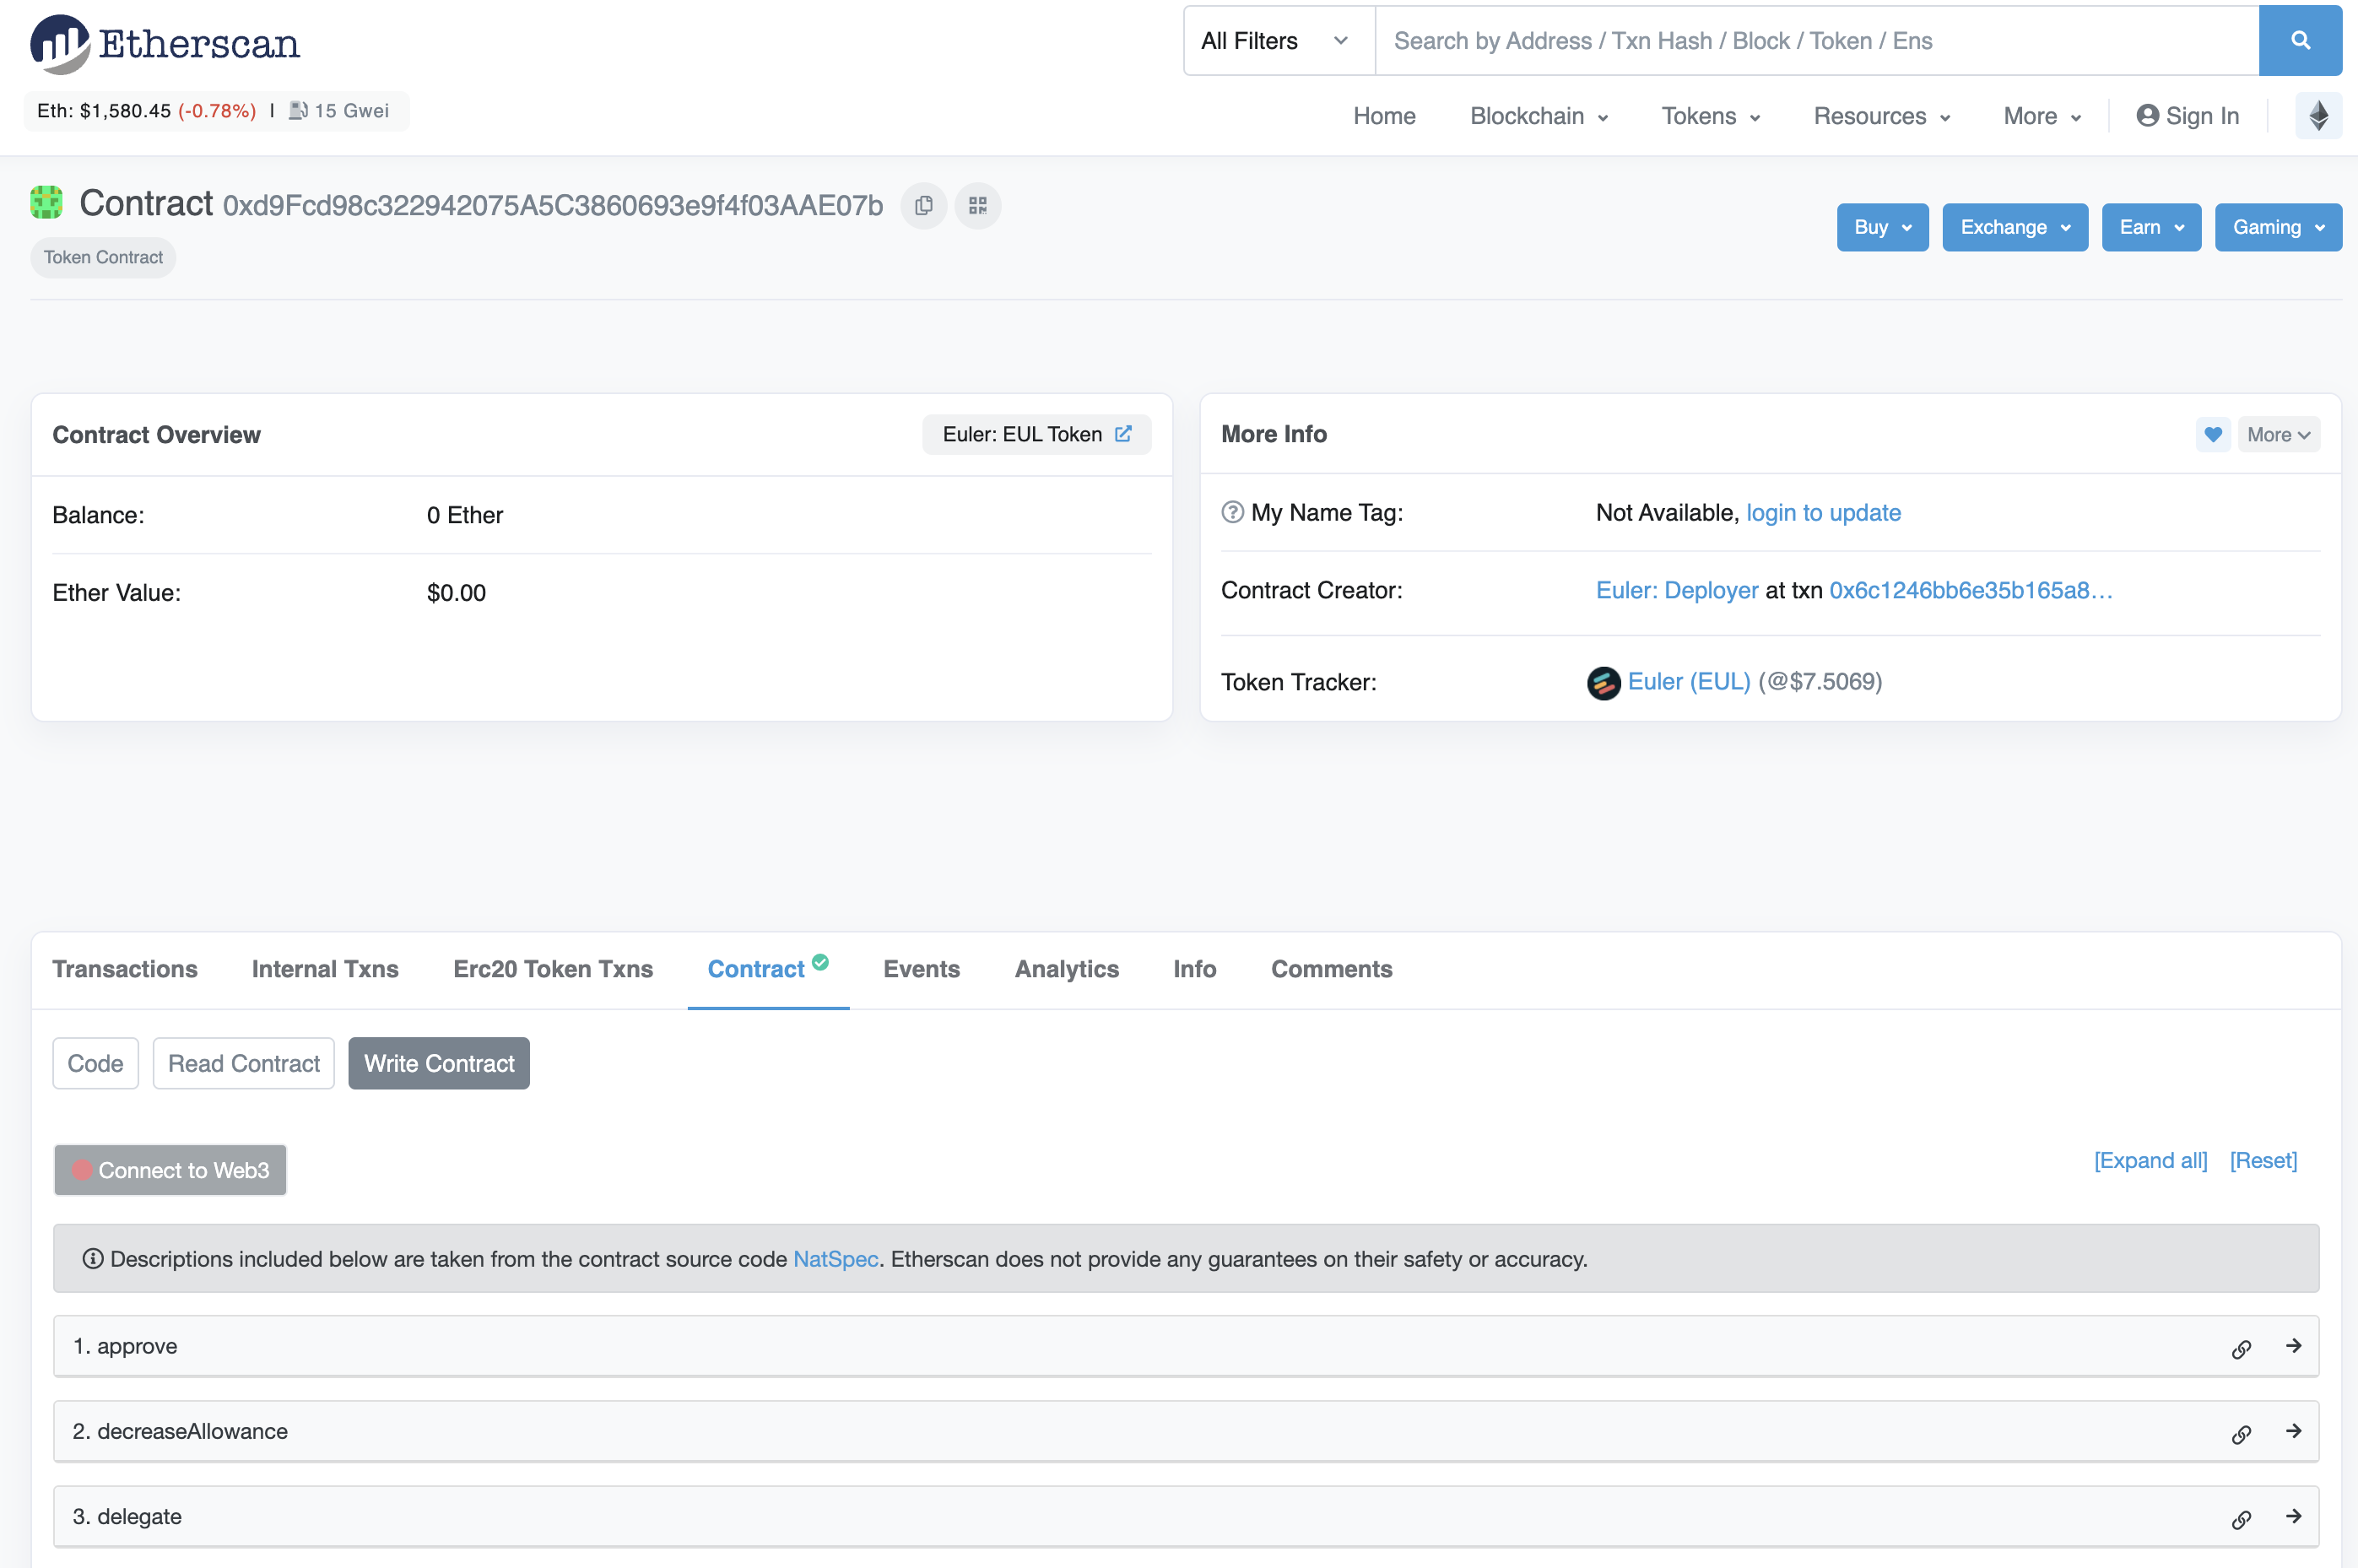 Etherscan
All Filters
Search by Address / Txn Hash / Block / Token / Ens
Eth: $1,580.45 (-0.78%) | 15 Gwei
Home Blockchain Tokens Resources More Sign In
Contract 0xd9Fcd98c322942075A5C3860693e9f4f03AAE07b
Token Contract
Buy Exchange Earn Gaming
Contract Overview
Euler: EUL Token
Balance: 0 Ether
Ether Value: $0.00
More Info
More
My Name Tag: Not Available, login to update
Contract Creator: Euler: Deployer at txn 0x6c1246bb6e35b165a8...
Token Tracker: Euler (EUL) (@$7.5069)
Transactions Internal Txns Erc20 Token Txns Contract Events Analytics Info Comments
Code Read Contract Write Contract
Connect to Web3
[Expand all] [Reset]
Descriptions included below are taken from the contract source code NatSpec. Etherscan does not provide any guarantees on their safety or accuracy.
1. approve
2. decreaseAllowance
3. delegate